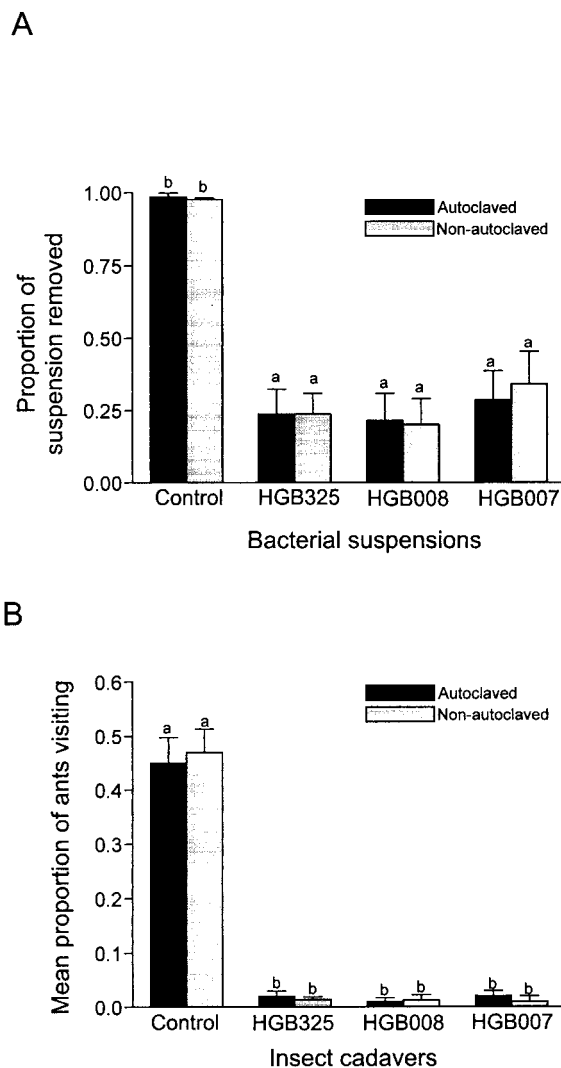 A
Proportion of
suspension removed
1.00
0.75
0.50
0.25
0.00
b b
a a
a a
a a
Autoclaved
Non-autoclaved
Control HGB325 HGB008 HGB007
Bacterial suspensions
B
Mean proportion of ants visiting
0.6
0.5
0.4
0.3
0.2
0.1
0.0
a a
b b
b b
b b
Autoclaved
Non-autoclaved
Control HGB325 HGB008 HGB007
Insect cadavers